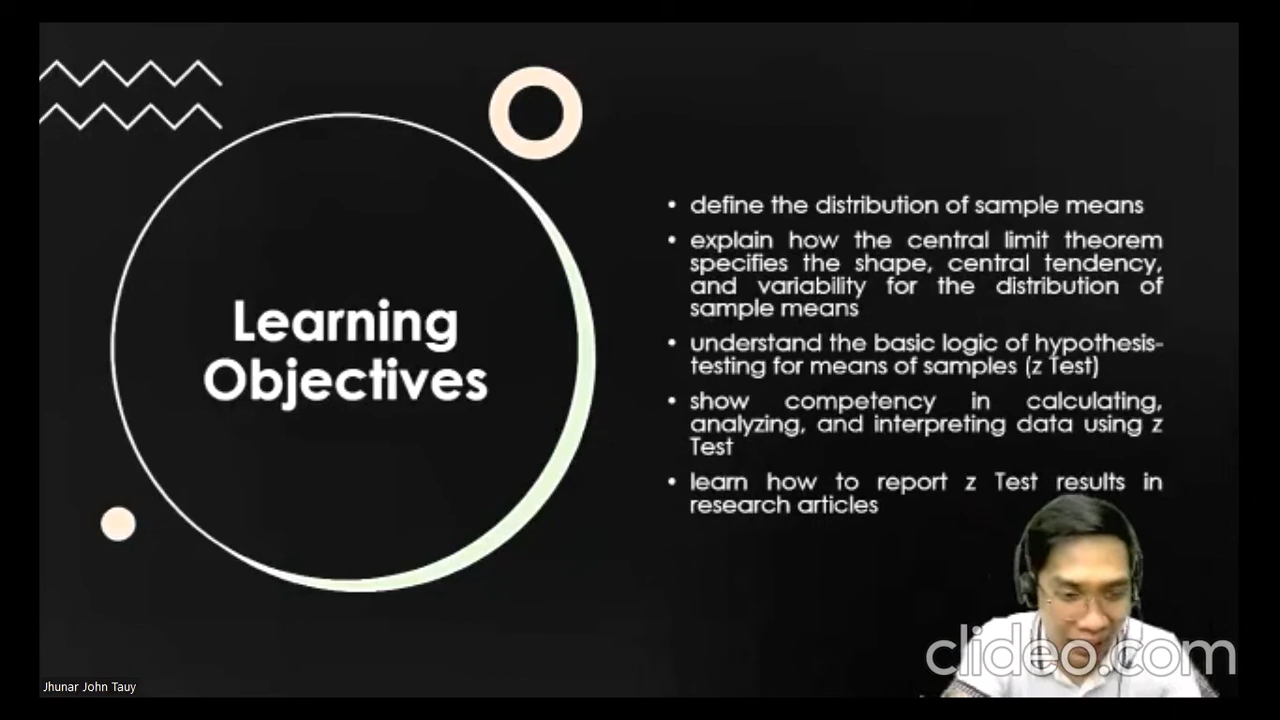 Learning
Objectives
• define the distribution of sample means
• explain how the central limit theorem
specifies the shape, central tendency,
and variability for the distribution of
sample means
• understand the basic logic of hypothesis-
testing for means of samples (z Test)
• show competency in calculating,
analyzing, and interpreting data using z
Test
• learn how to report z Test results in
research articles
clideo.com
Jhunar John Tauy